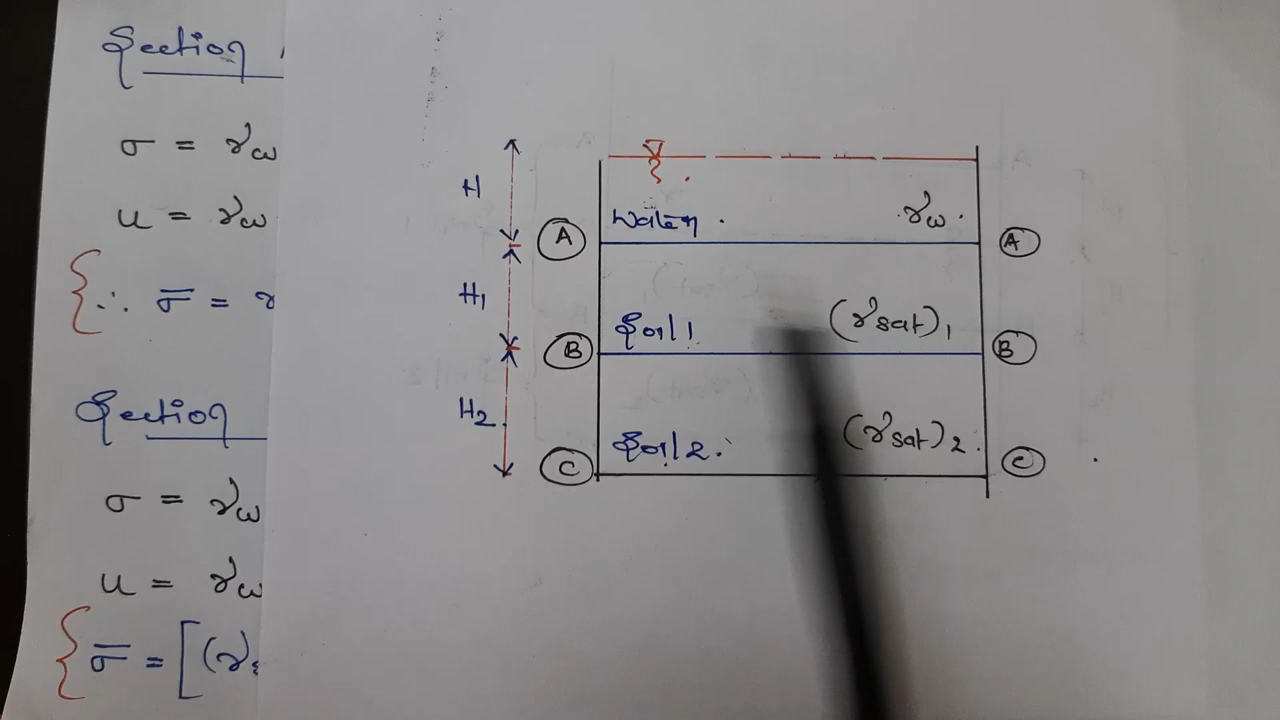 Section
σ = γω
u = γω
∴ σ̅ =
Section
σ = γω
u = γω
σ̅ = [(γ
H
Water γω
A A
H1
Soil 1 (γsat)1
B B
H2
Soil 2 (γsat)2
C C